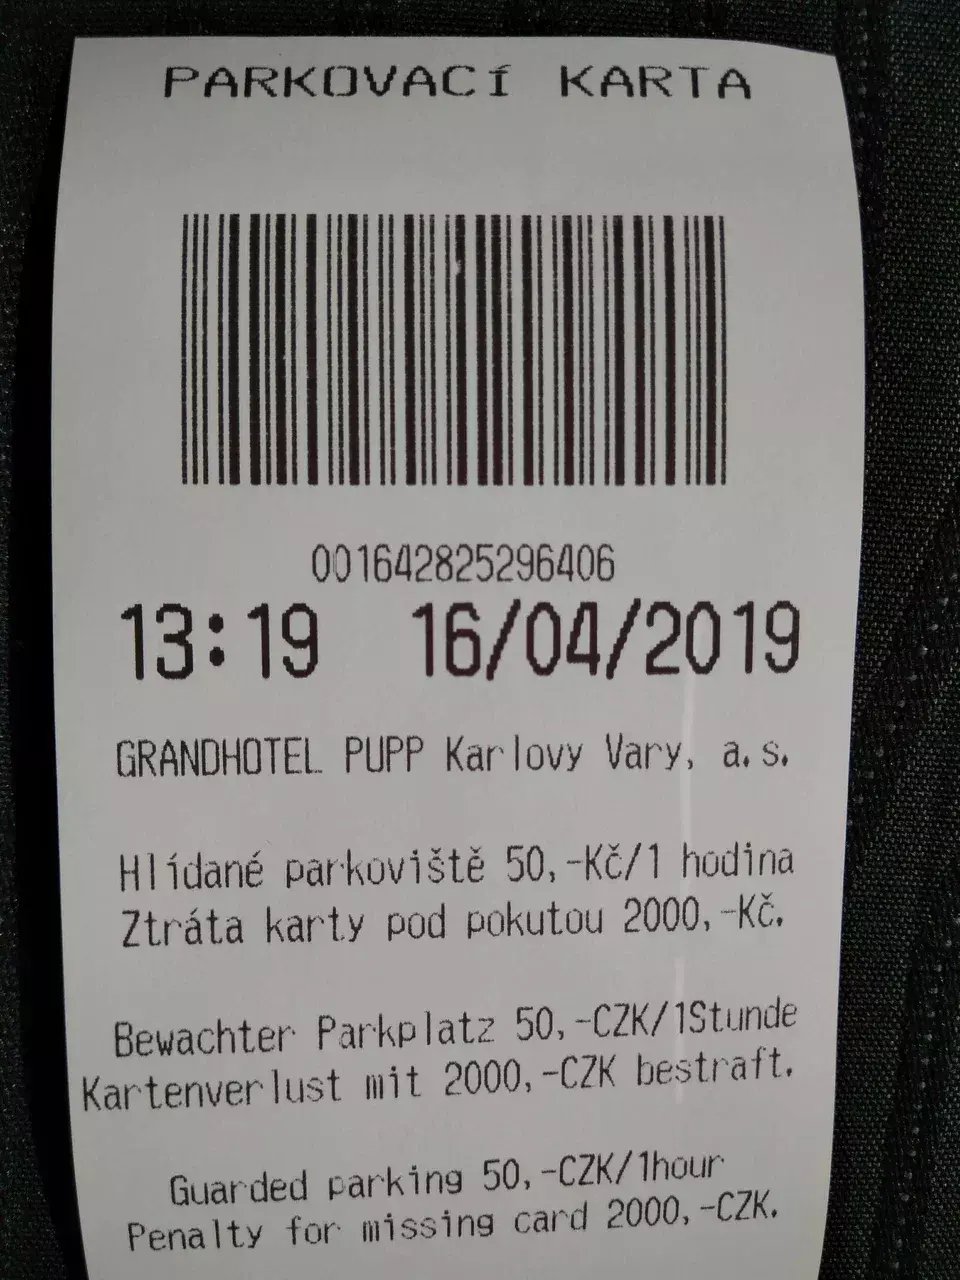 PARKOVACÍ KARTA
001642825296406
13:19 16/04/2019
GRANDHOTEL PUPP Karlovy Vary, a.s.
Hlídané parkoviště 50,-Kč/1 hodina
Ztráta karty pod pokutou 2000,-Kč.
Bewachter Parkplatz 50,-CZK/1Stunde
Kartenverlust mit 2000,-CZK bestraft.
Guarded parking 50,-CZK/1hour
Penalty for missing card 2000,-CZK.